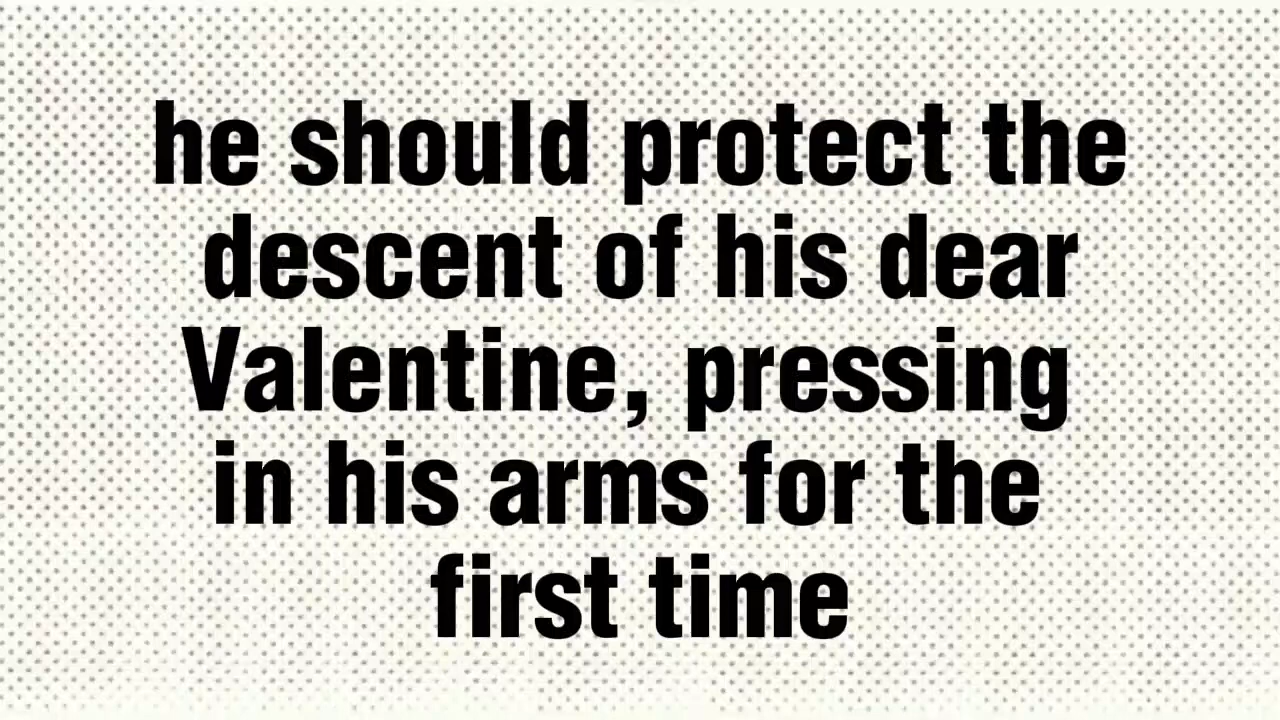 he should protect the
descent of his dear
Valentine, pressing
in his arms for the
first time